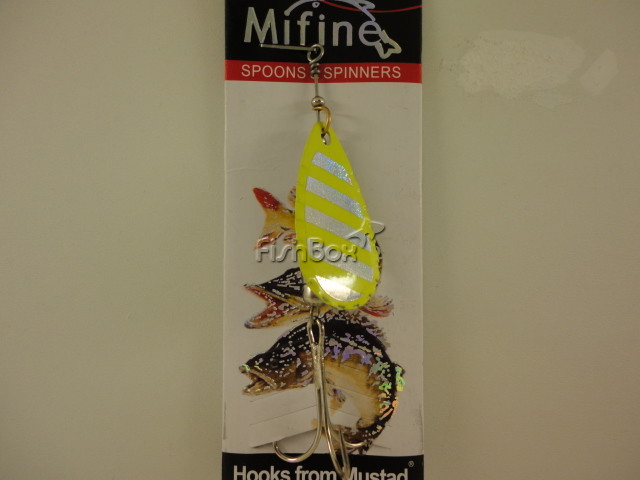 Mifine
SPOONS & SPINNERS
FishBox
Hooks from Mustad®